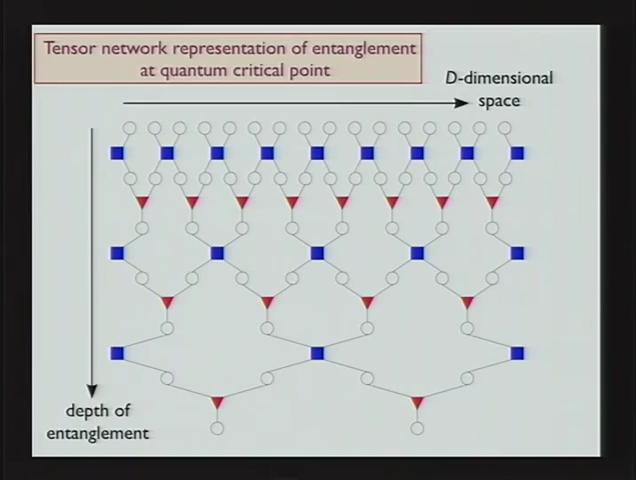 Tensor network representation of entanglement
at quantum critical point
D-dimensional
space
depth of
entanglement